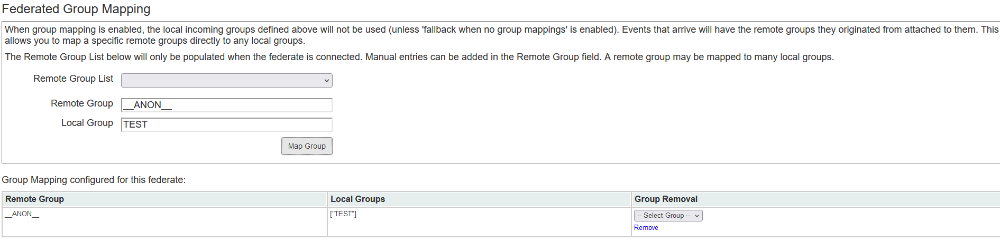 Federated Group Mapping
When group mapping is enabled, the local incoming groups defined above will not be used (unless 'fallback when no group mappings' is enabled). Events that arrive will have the remote groups they originated from attached to them. This
allows you to map a specific remote groups directly to any local groups.
The Remote Group List below will only be populated when the federate is connected. Manual entries can be added in the Remote Group field. A remote group may be mapped to many local groups.
Remote Group List
Remote Group __ANON__
Local Group TEST
Map Group
Group Mapping configured for this federate:
Remote Group Local Groups Group Removal
__ANON__ ["TEST"] -- Select Group --
Remove